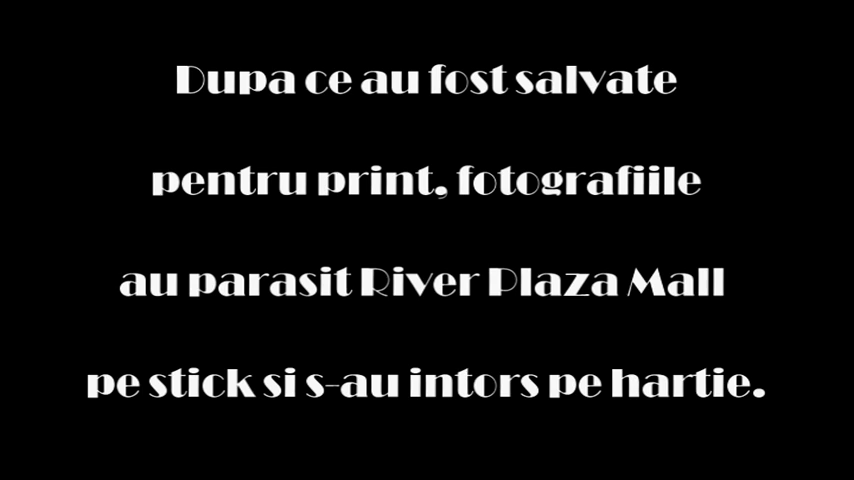 Dupa ce au fost salvate
pentru print, fotografiile
au parasit River Plaza Mall
pe stick si s-au intors pe hartie.